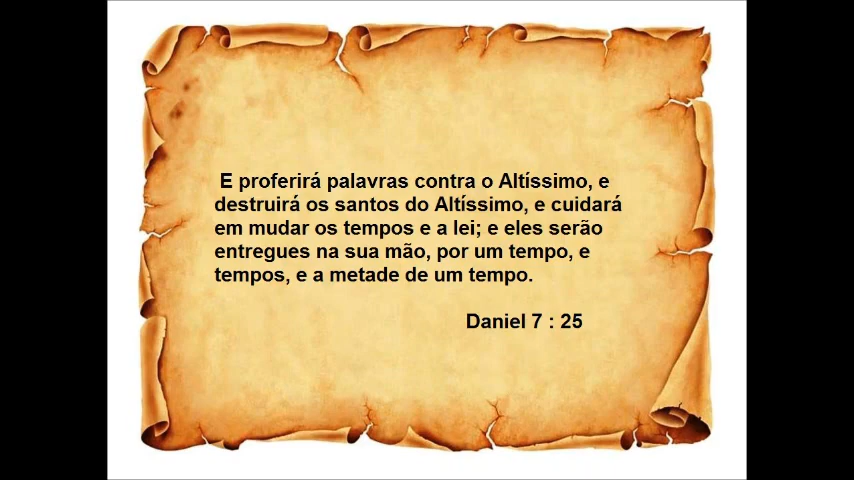 E proferirá palavras contra o Altíssimo, e
destruirá os santos do Altíssimo, e cuidará
em mudar os tempos e a lei; e eles serão
entregues na sua mão, por um tempo, e
tempos, e a metade de um tempo.
Daniel 7 : 25